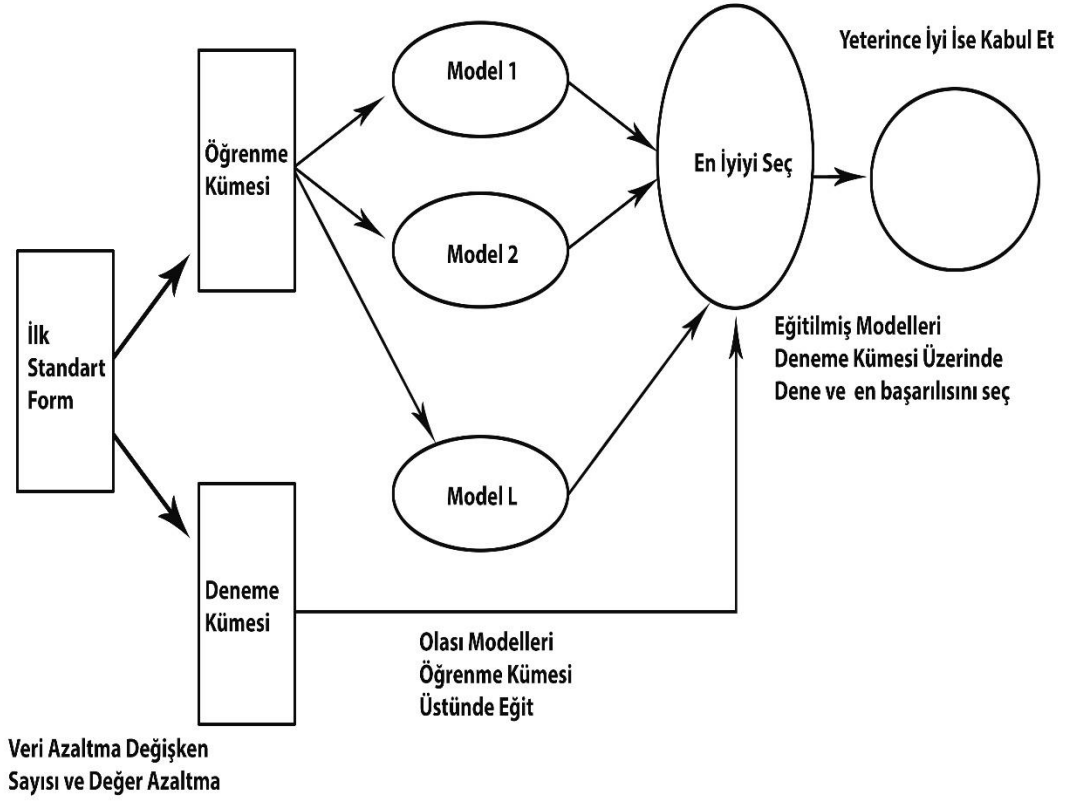 Yeterince İyi İse Kabul Et
Model 1
Öğrenme
Kümesi
En İyiyi Seç
Model 2
İlk
Standart
Form
Eğitilmiş Modelleri
Deneme Kümesi Üzerinde
Dene ve en başarılısını seç
Model L
Deneme
Kümesi
Olası Modelleri
Öğrenme Kümesi
Üstünde Eğit
Veri Azaltma Değişken
Sayısı ve Değer Azaltma